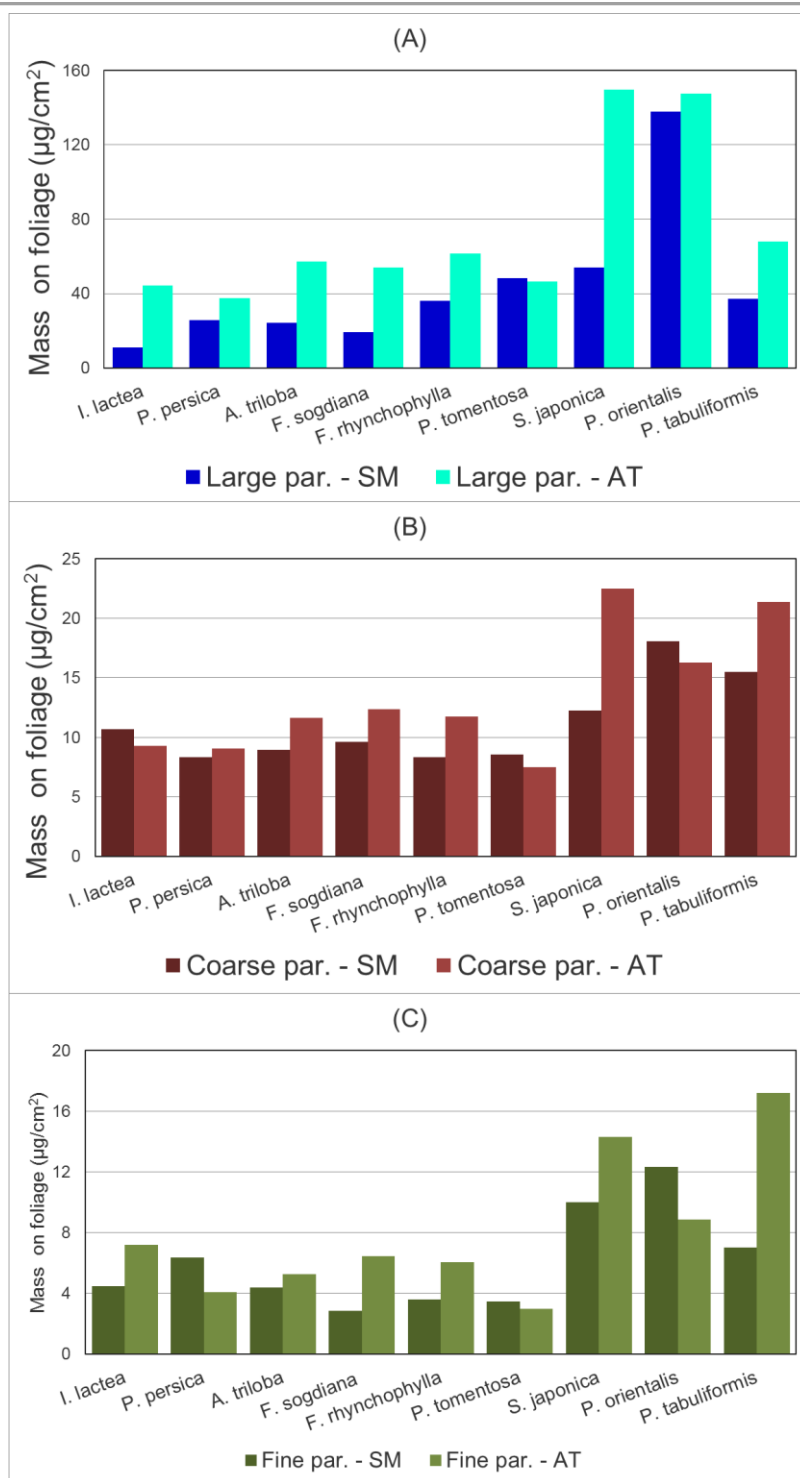 (A)
Mass on foliage (µg/cm²)
160
120
80
40
0
I. lactea
P. persica
A. triloba
F. sogdiana
F. rhynchophylla
P. tomentosa
S. japonica
P. orientalis
P. tabuliformis
Large par. - SM Large par. - AT
(B)
Mass on foliage (µg/cm²)
25
20
15
10
5
0
I. lactea
P. persica
A. triloba
F. sogdiana
F. rhynchophylla
P. tomentosa
S. japonica
P. orientalis
P. tabuliformis
Coarse par. - SM Coarse par. - AT
(C)
Mass on foliage (µg/cm²)
20
16
12
8
4
0
I. lactea
P. persica
A. triloba
F. sogdiana
F. rhynchophylla
P. tomentosa
S. japonica
P. orientalis
P. tabuliformis
Fine par. - SM Fine par. - AT